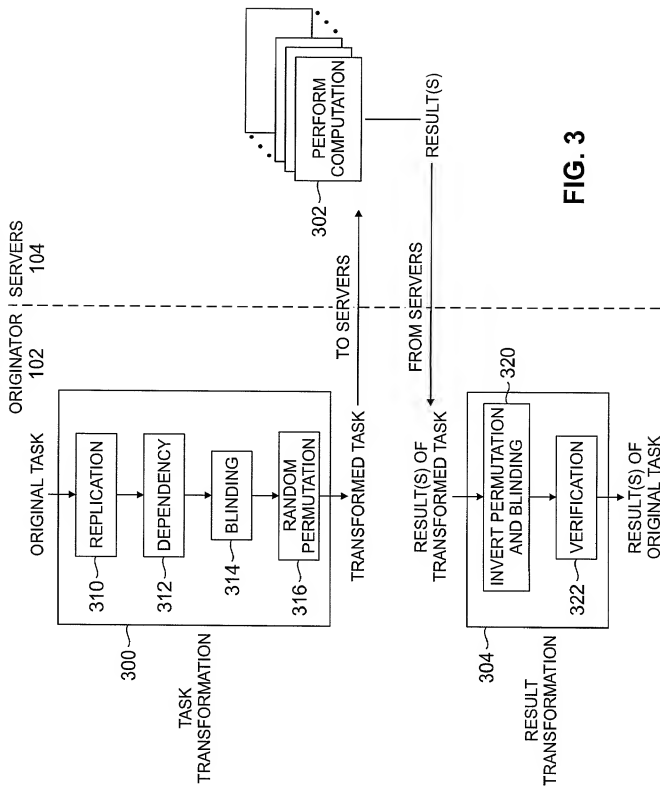 ORIGINATOR
102
SERVERS
104
TASK
TRANSFORMATION
300
ORIGINAL TASK
REPLICATION
310
DEPENDENCY
312
BLINDING
314
RANDOM
PERMUTATION
316
TRANSFORMED TASK
TO SERVERS
PERFORM
COMPUTATION
302
RESULT(S)
FROM SERVERS
RESULT(S) OF
TRANSFORMED TASK
RESULT
TRANSFORMATION
304
INVERT PERMUTATION
AND BLINDING
320
VERIFICATION
322
RESULT(S) OF
ORIGINAL TASK
FIG. 3